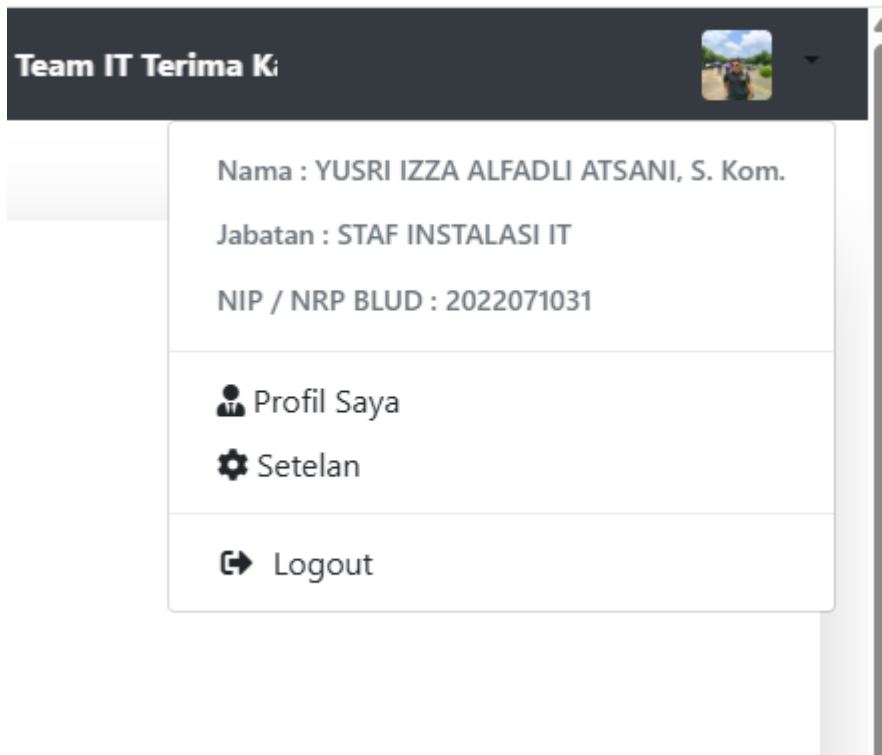 Team IT Terima Ka
Nama : YUSRI IZZA ALFADLI ATSANI, S. Kom.
Jabatan : STAF INSTALASI IT
NIP / NRP BLUD : 2022071031
Profil Saya
Setelan
Logout